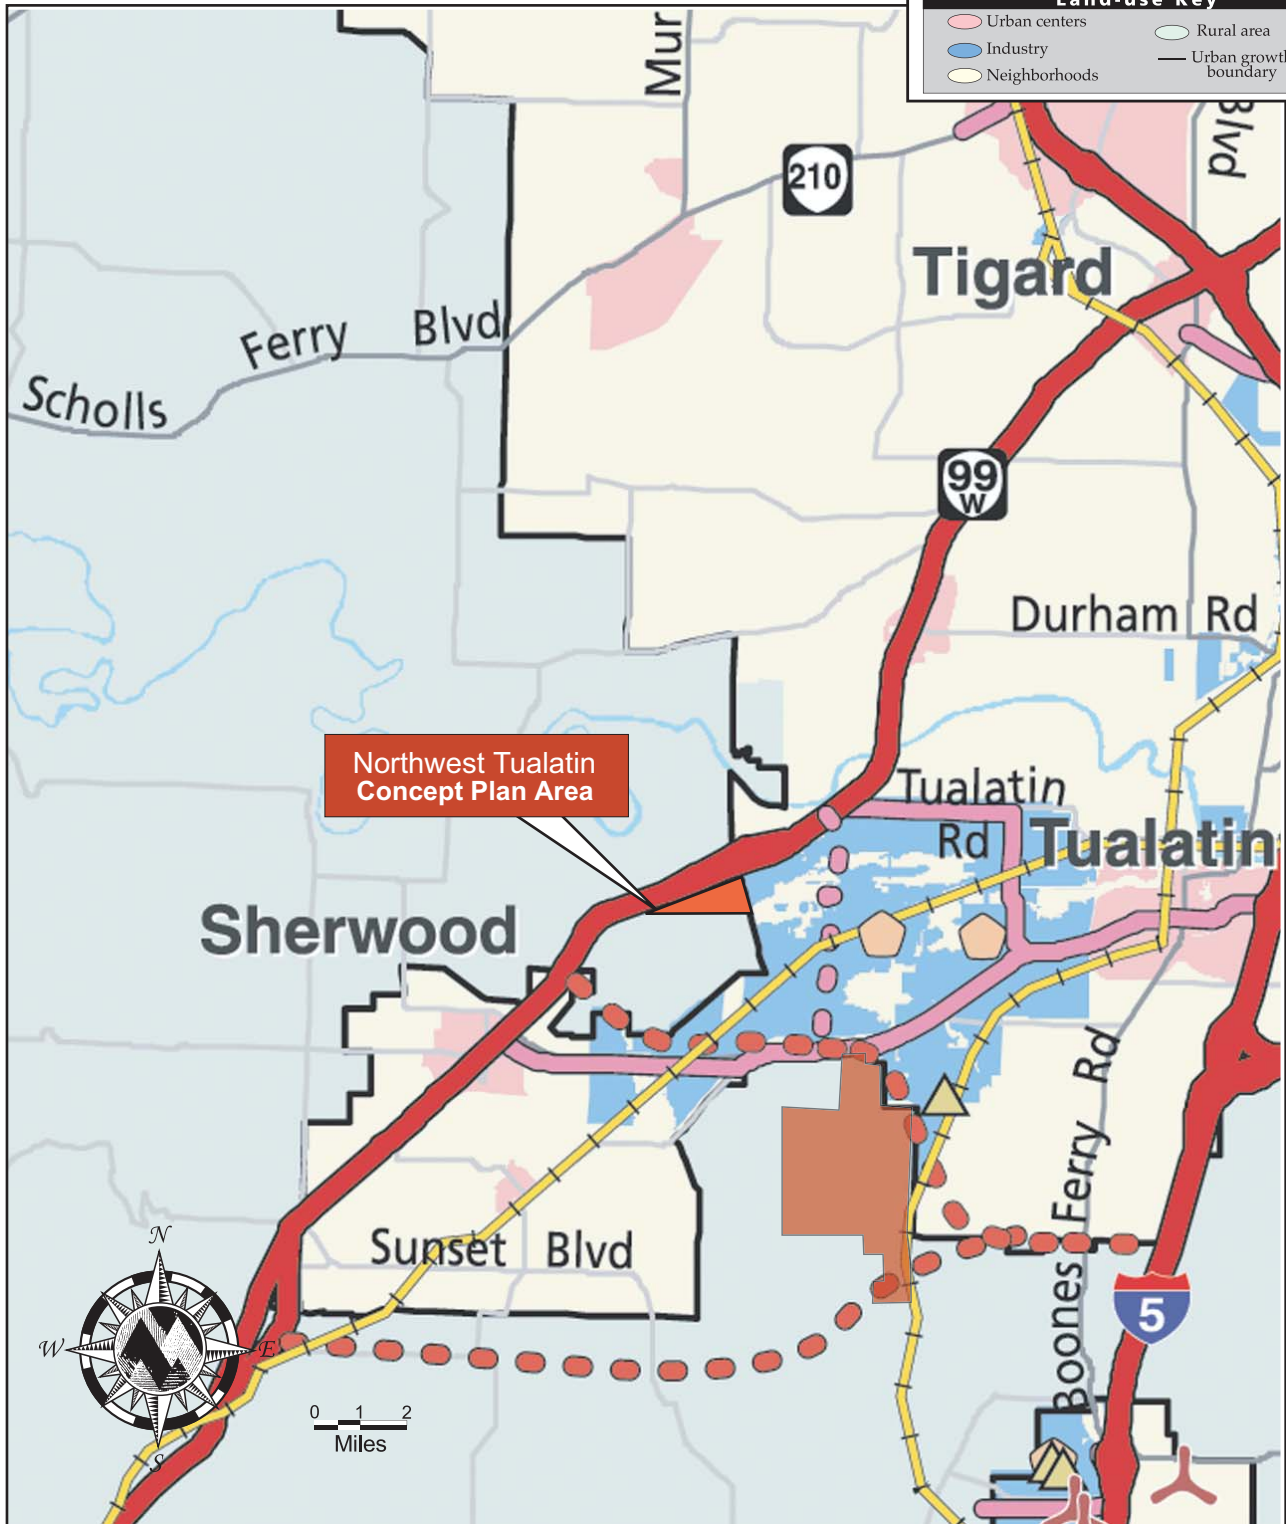 Land-use Key
Urban centers
Industry
Neighborhoods
Rural area
Urban growth
boundary
Mur
Blvd
210
Tigard
Ferry Blvd
Scholls
99
W
Durham Rd
Northwest Tualatin
Concept Plan Area
Tualatin
Rd
Tualatin
Sherwood
Sunset Blvd
Boones Ferry Rd
5
N
W
E
S
0 1 2
Miles